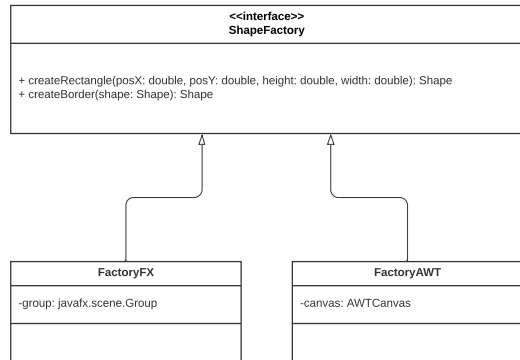 <<interface>>
ShapeFactory
+ createRectangle(posX: double, posY: double, height: double, width: double): Shape
+ createBorder(shape: Shape): Shape
FactoryFX
-group: javafx.scene.Group
FactoryAWT
-canvas: AWTCanvas